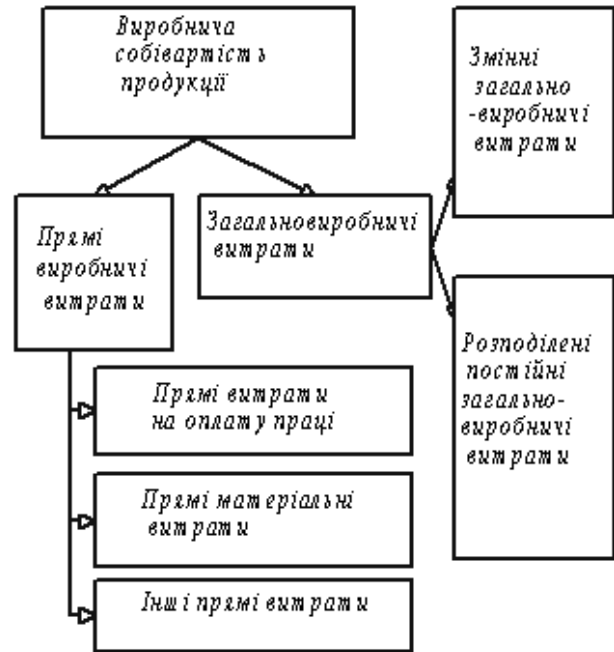 Виробнича
собівартість
продукції
Змінні
загально
-виробничі
витрати
Прямі
виробничі
витрати
Загальновиробничі
витрати
Розподілені
постійні
загально-
виробничі
витрати
Прямі витрати
на оплату праці
Прямі матеріальні
витрати
Інші прямі витрати